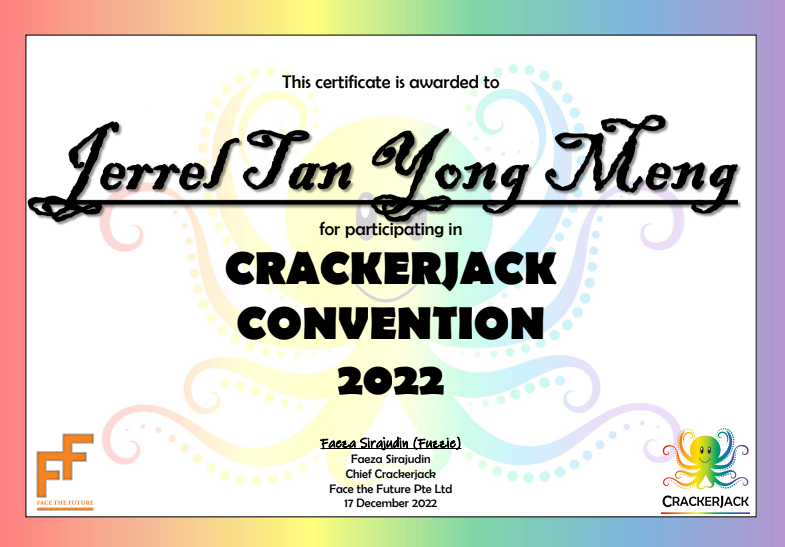 This certificate is awarded to
Jerrel Tan Yong Meng
for participating in
CRACKERJACK
CONVENTION
2022
Faeza Sirajudin (Fuzzie)
Faeza Sirajudin
Chief Crackerjack
Face the Future Pte Ltd
17 December 2022
FF
FACE THE FUTURE
CRACKERJACK